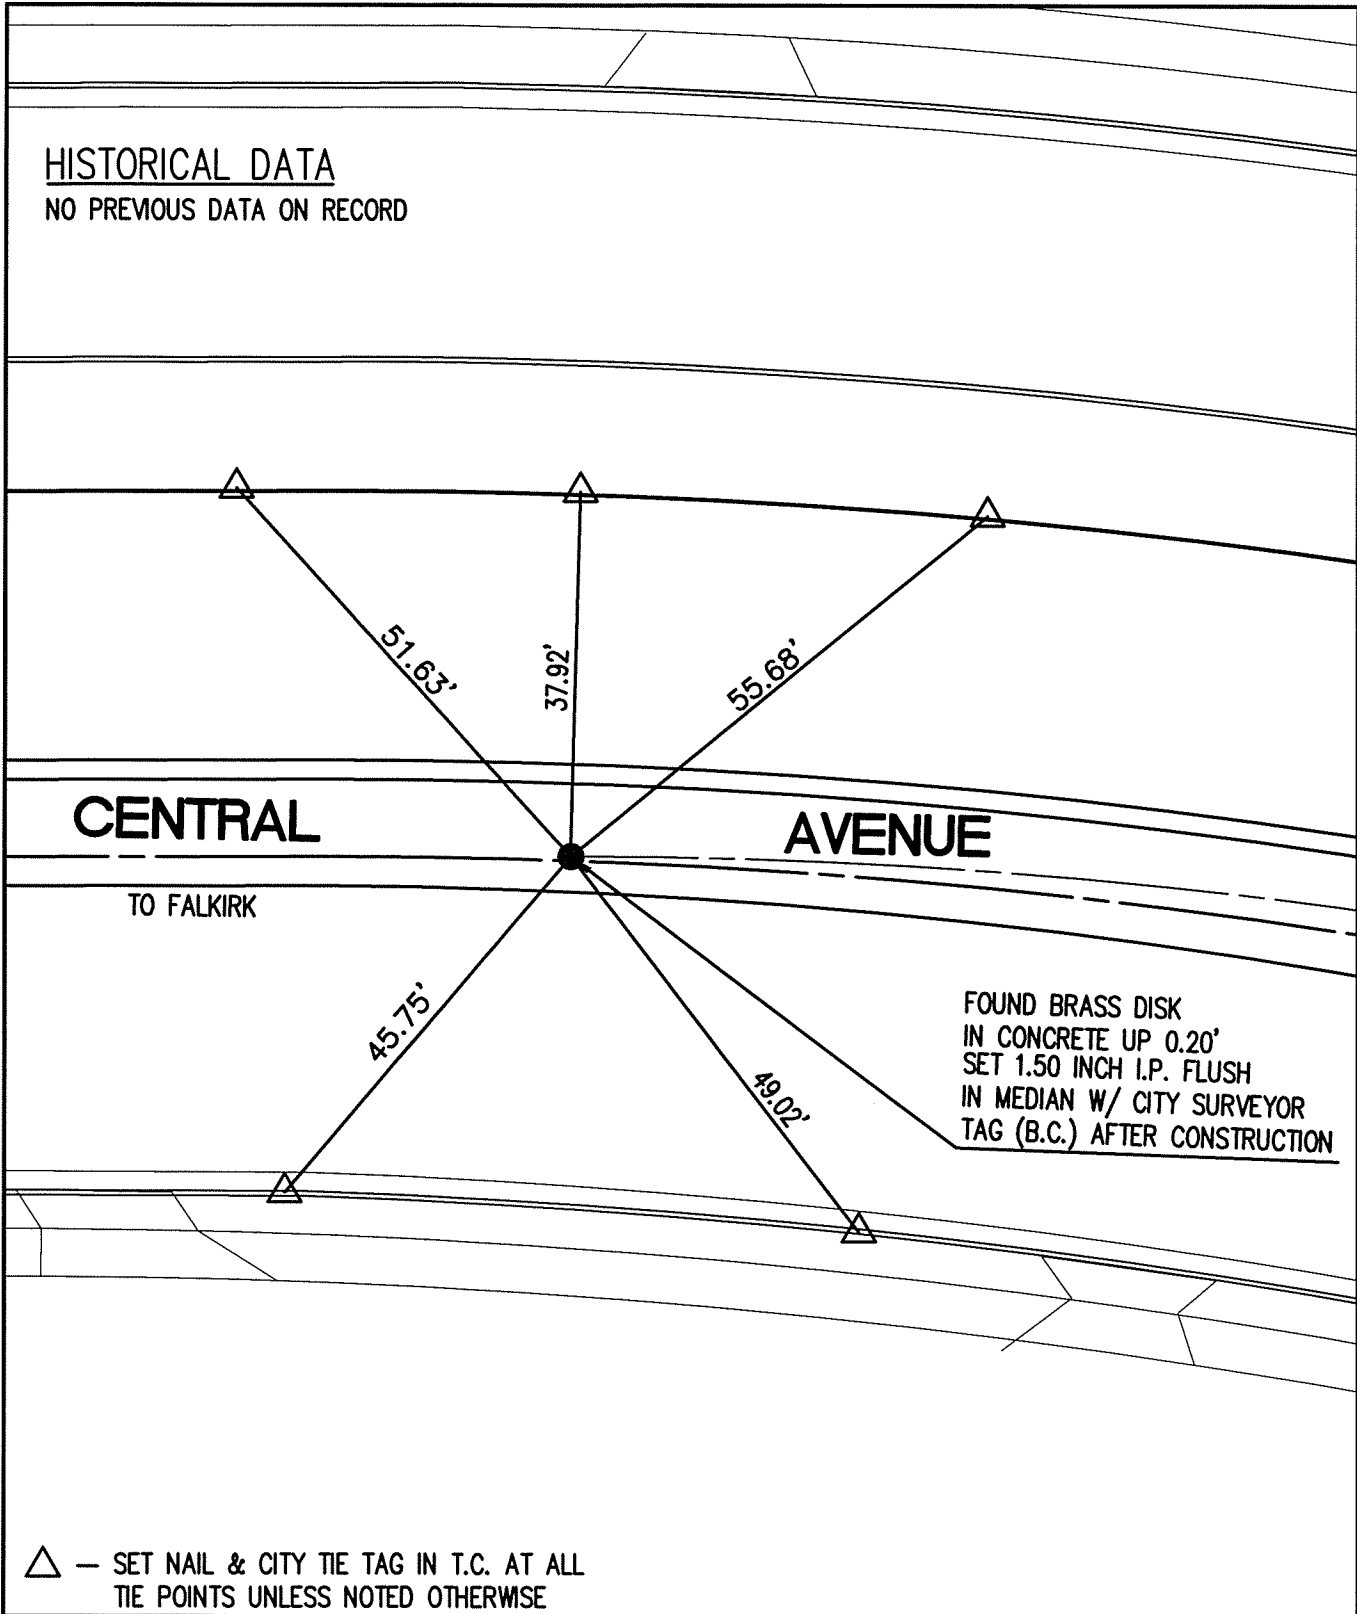 HISTORICAL DATA
NO PREVIOUS DATA ON RECORD
51.63'
37.92'
55.68'
CENTRAL AVENUE
TO FALKIRK
45.75'
49.02'
FOUND BRASS DISK
IN CONCRETE UP 0.20'
SET 1.50 INCH I.P. FLUSH
IN MEDIAN W/ CITY SURVEYOR
TAG (B.C.) AFTER CONSTRUCTION
— SET NAIL & CITY TIE TAG IN T.C. AT ALL
TIE POINTS UNLESS NOTED OTHERWISE